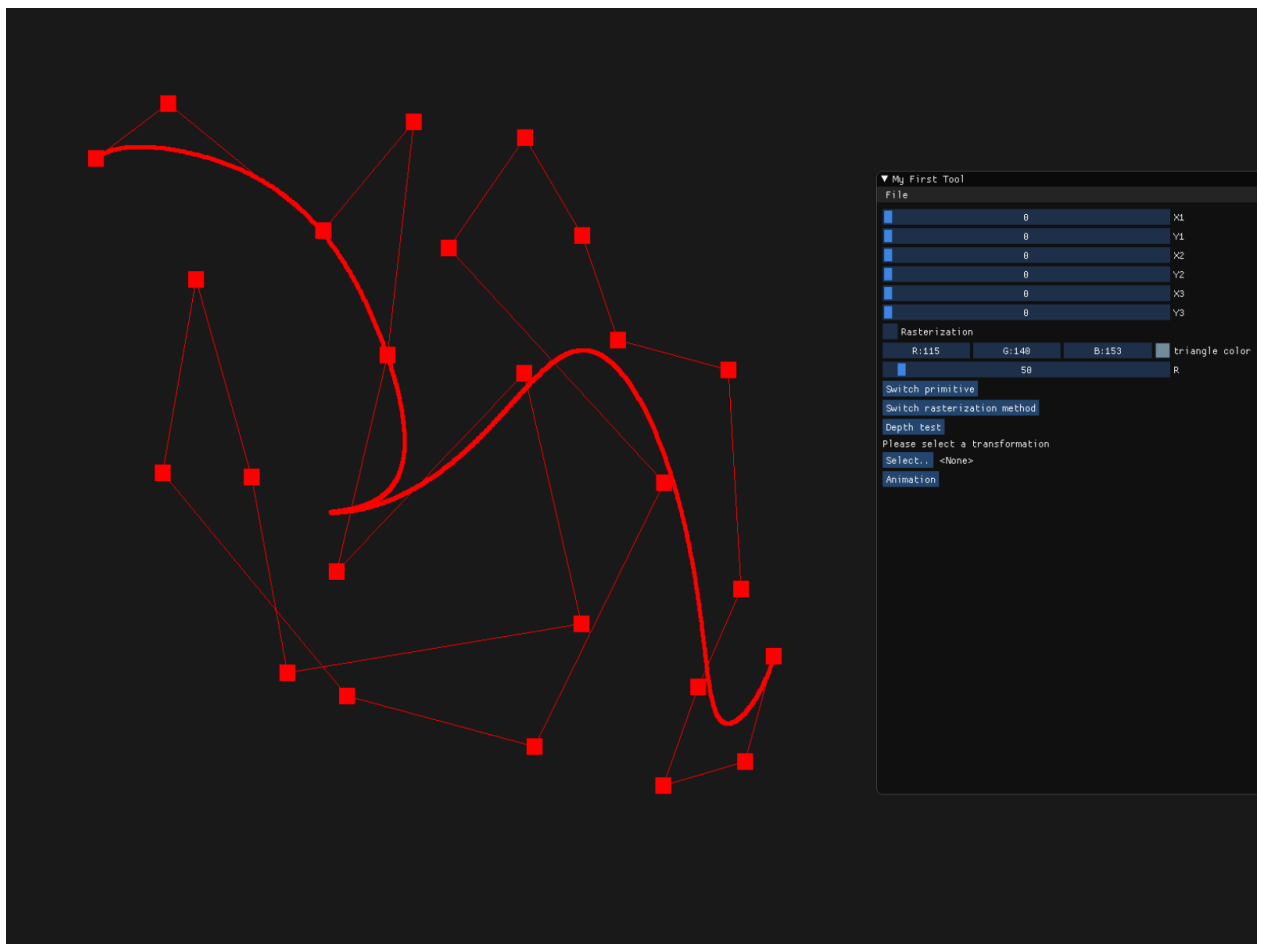 My First Tool
File
0 X1
0 Y1
0 X2
0 Y2
0 X3
0 Y3
Rasterization
R:115 G:140 B:153 triangle color
50 R
Switch primitive
Switch rasterization method
Depth test
Please select a transformation
Select.. <None>
Animation